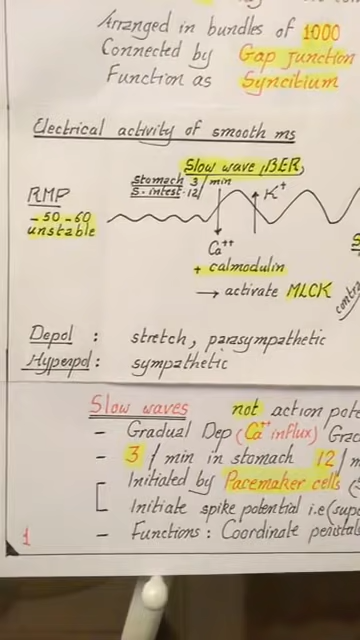 Arranged in bundles of 1000
Connected by Gap junction
Function as Syncitium
Electrical activity of smooth ms
Slow wave, BER
Stomach 3/min
S. intest. 12/
K+
RMP
-50 -60
unstable
Ca++
+ calmodulin
→ activate MLCK
Depol : stretch, parasympathetic
Hyperpol : sympathetic
Slow waves not action pote
- Gradual Dep (Ca++ influx) Grad
- 3 / min in stomach 12 / m
Initiated by Pacemaker cells
Initiate spike potential i.e (sup
- Functions : Coordinate peristals
1